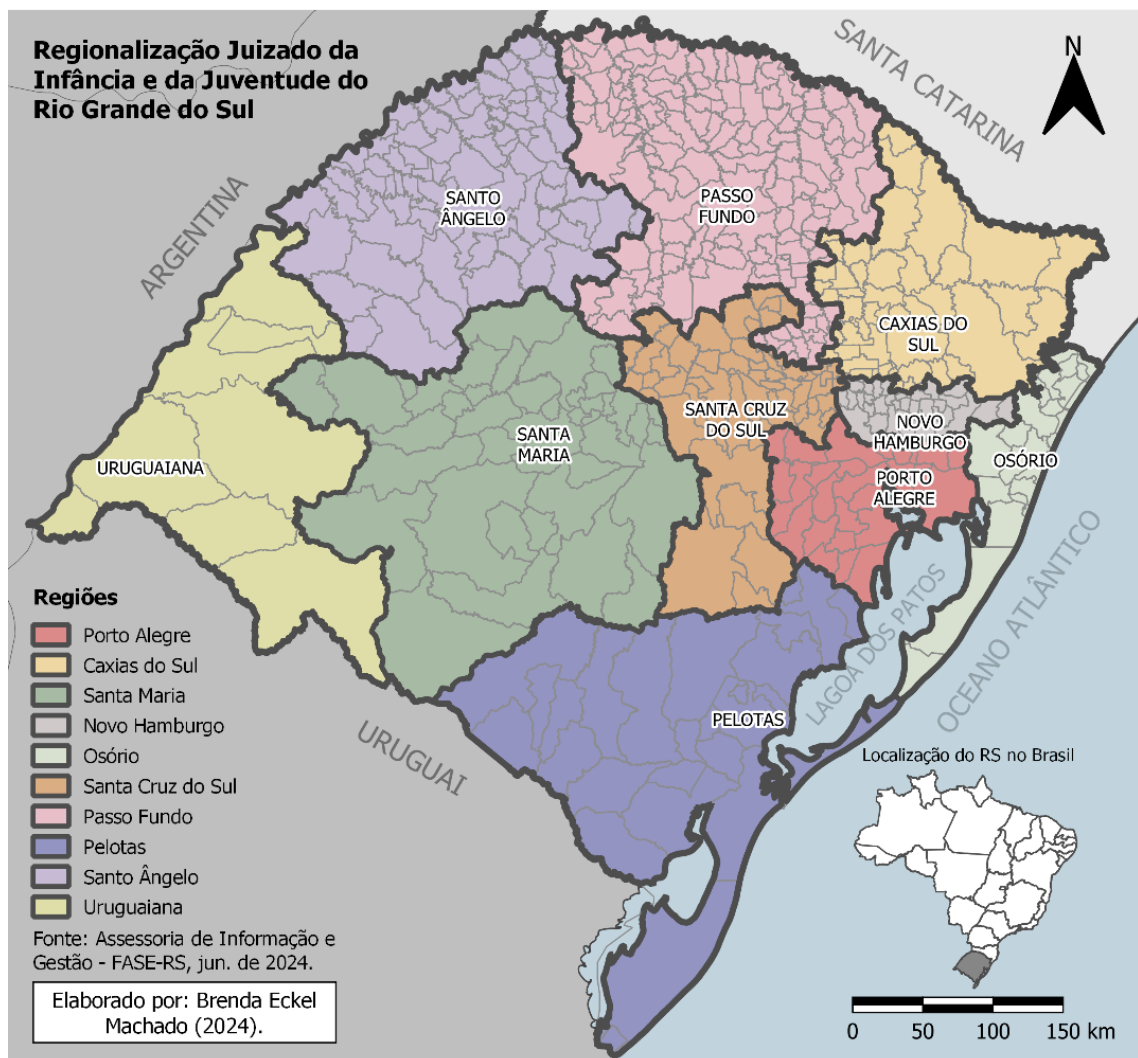 Regionalização Juizado da
Infância e da Juventude do
Rio Grande do Sul
SANTA CATARINA
N
ARGENTINA
SANTO
ÂNGELO
PASSO
FUNDO
CAXIAS DO
SUL
SANTA CRUZ
DO SUL
NOVO
HAMBURGO
SANTA
MARIA
OSÓRIO
URUGUAIANA
PORTO
ALEGRE
LAGOA DOS PATOS
OCEANO ATLÂNTICO
PELOTAS
URUGUAI
Regiões
Porto Alegre
Caxias do Sul
Santa Maria
Novo Hamburgo
Osório
Santa Cruz do Sul
Passo Fundo
Pelotas
Santo Ângelo
Uruguaiana
Fonte: Assessoria de Informação e
Gestão - FASE-RS, jun. de 2024.
Elaborado por: Brenda Eckel
Machado (2024).
Localização do RS no Brasil
0 50 100 150 km